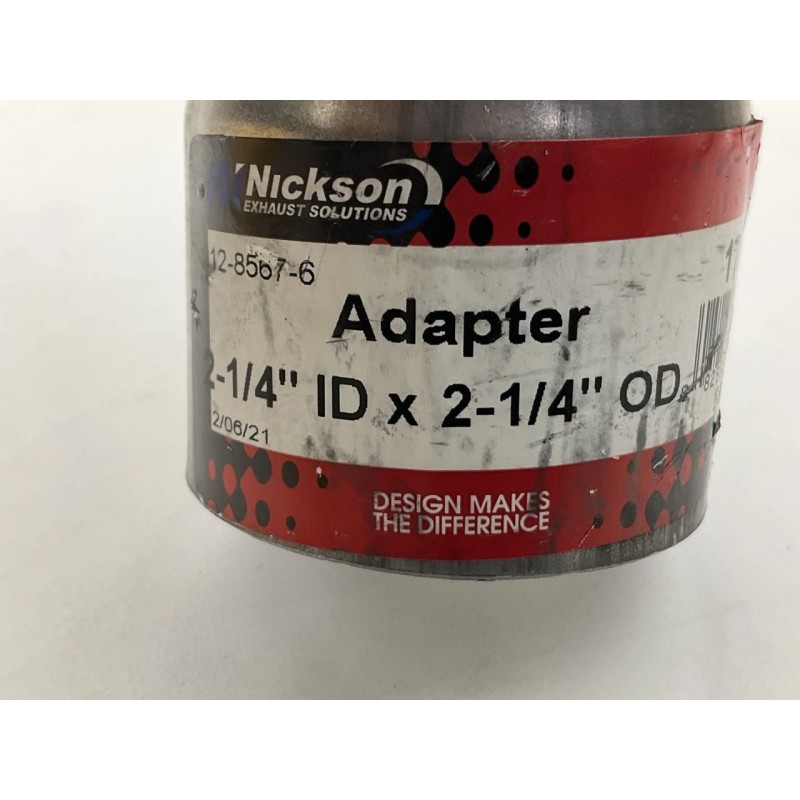 Nickson
EXHAUST SOLUTIONS
12-8567-6
Adapter
2-1/4" ID x 2-1/4" OD
2/06/21
DESIGN MAKES
THE DIFFERENCE